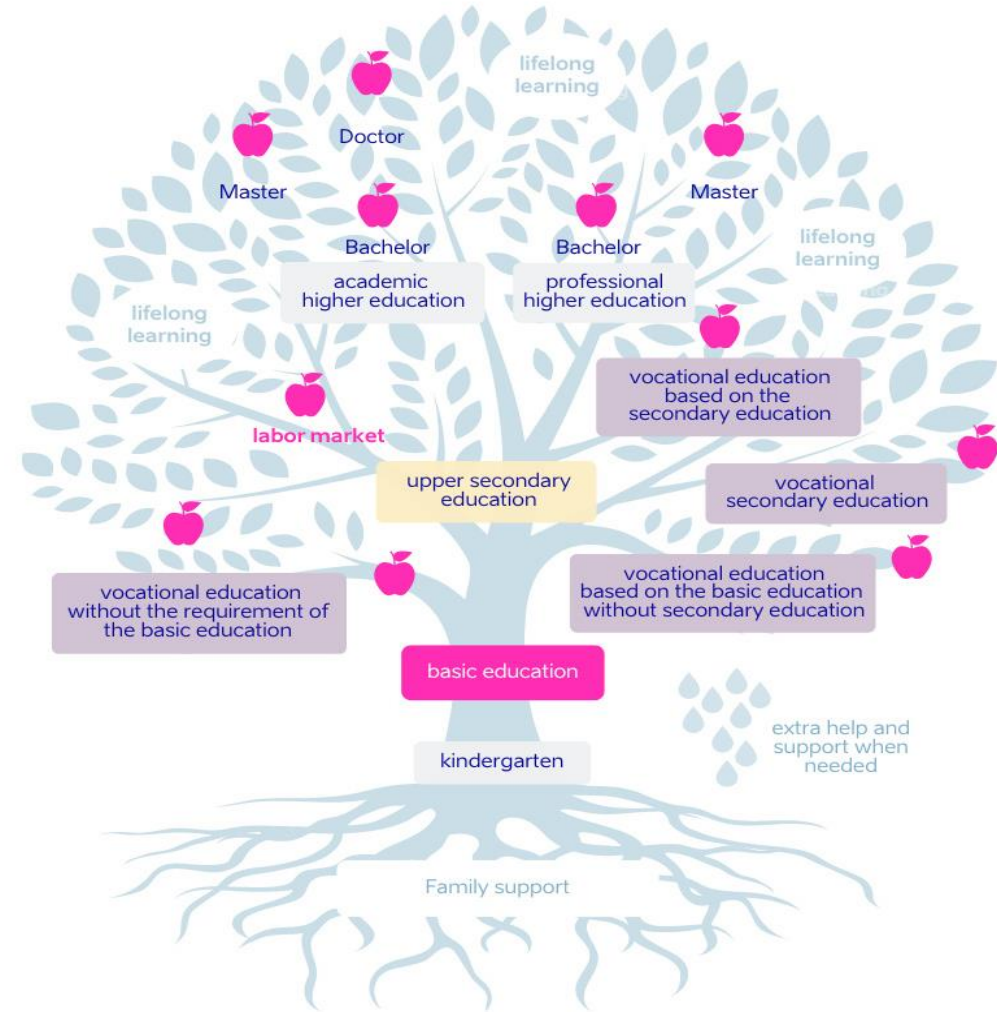 lifelong
learning
Doctor
Master
Master
Bachelor
Bachelor
academic
higher education
professional
higher education
lifelong
learning
lifelong
learning
vocational education
based on the
secondary education
labor market
upper secondary
education
vocational
secondary education
vocational education
without the requirement of
the basic education
vocational education
based on the basic education
without secondary education
basic education
extra help and
support when
needed
kindergarten
Family support